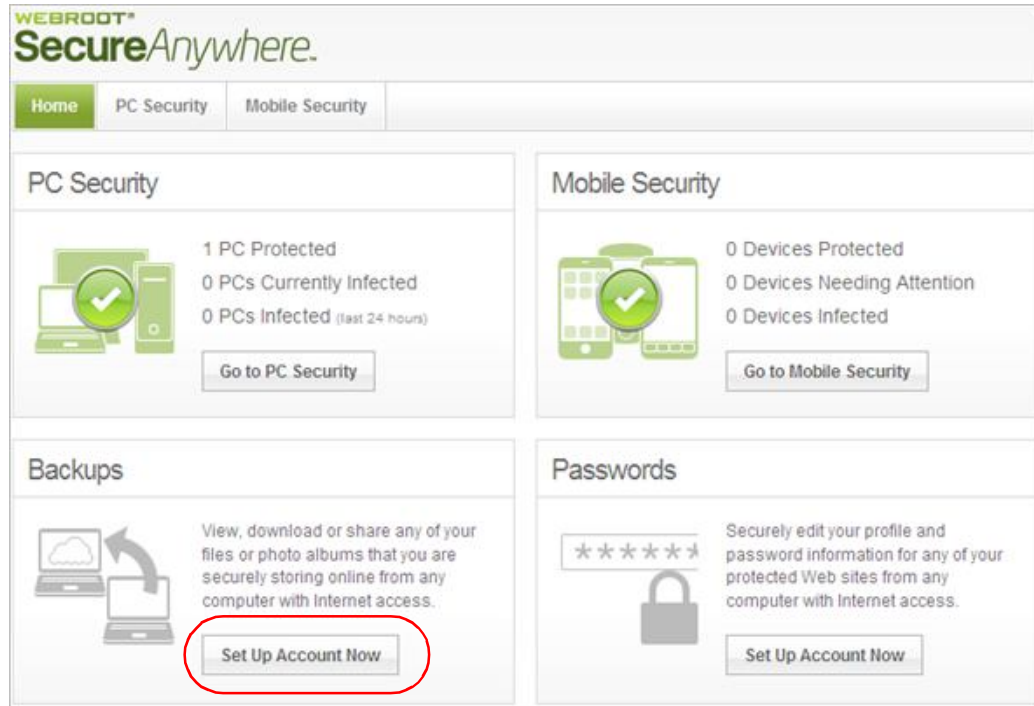 WEBROOT®
SecureAnywhere™
Home PC Security Mobile Security
PC Security
1 PC Protected
0 PCs Currently Infected
0 PCs Infected (last 24 hours)
Go to PC Security
Mobile Security
0 Devices Protected
0 Devices Needing Attention
0 Devices Infected
Go to Mobile Security
Backups
View, download or share any of your
files or photo albums that you are
securely storing online from any
computer with Internet access.
Set Up Account Now
Passwords
******
Securely edit your profile and
password information for any of your
protected Web sites from any
computer with Internet access.
Set Up Account Now